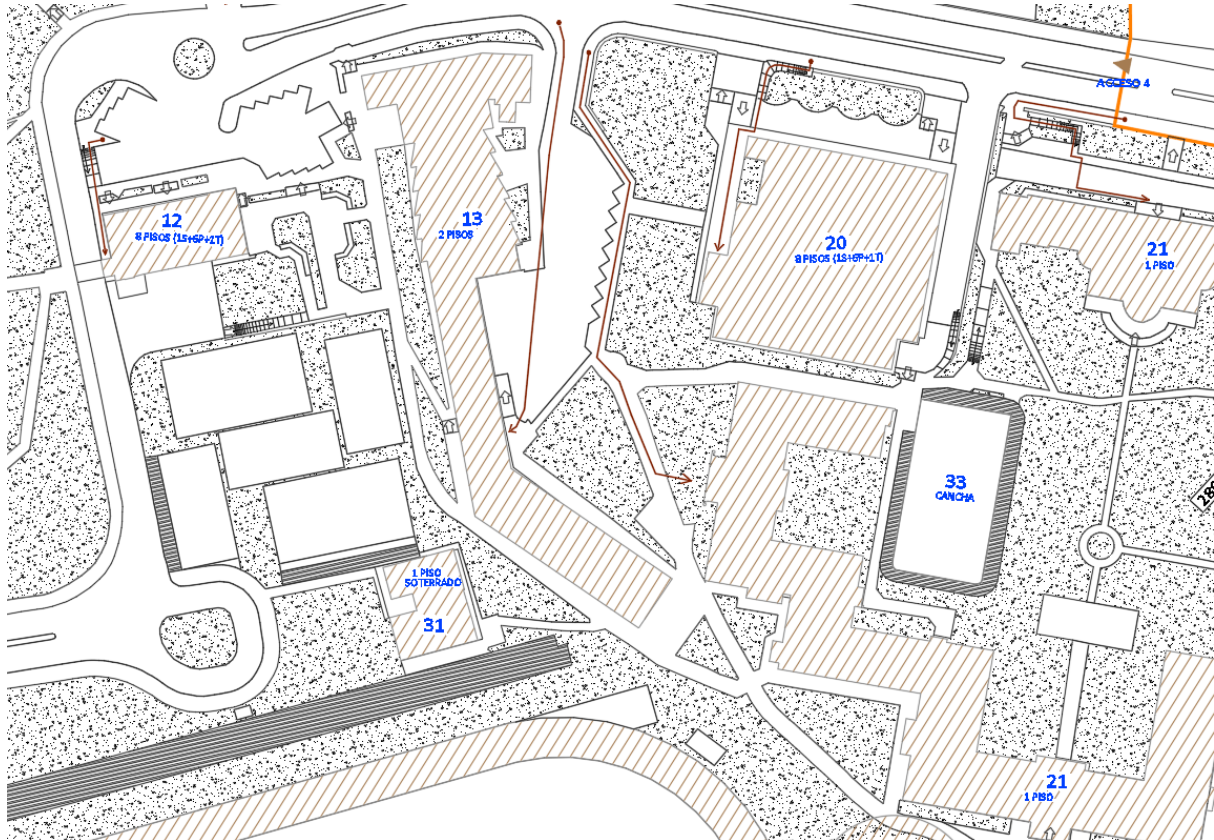 ACCESO 4
12
8 PISOS (1S+6P+1T)
13
2 PISOS
20
8 PISOS (1S+6P+1T)
21
1 PISO
33
CANCHA
1 PISO
SOTERRADO
31
21
1 PISO